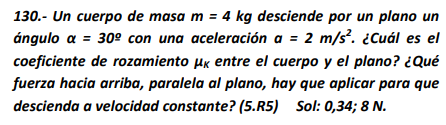 130.- Un cuerpo de masa m = 4 kg desciende por un plano un
ángulo α = 30º con una aceleración a = 2 m/s². ¿Cuál es el
coeficiente de rozamiento μK entre el cuerpo y el plano? ¿Qué
fuerza hacia arriba, paralela al plano, hay que aplicar para que
descienda a velocidad constante? (5.R5) Sol: 0,34; 8 N.